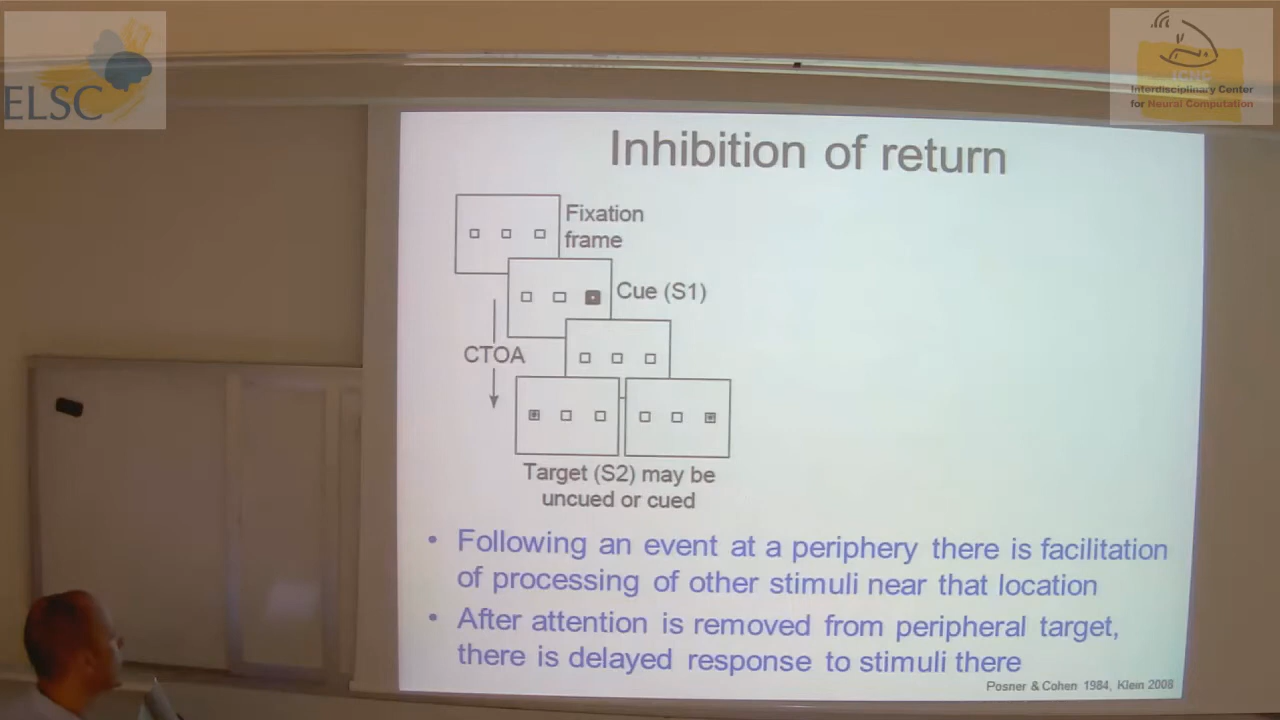 ELSC
ICNC
Interdisciplinary Center
for Neural Computation
Inhibition of return
Fixation
frame
Cue (S1)
CTOA
Target (S2) may be
uncued or cued
• Following an event at a periphery there is facilitation
of processing of other stimuli near that location
• After attention is removed from peripheral target,
there is delayed response to stimuli there
Posner & Cohen 1984, Klein 2008